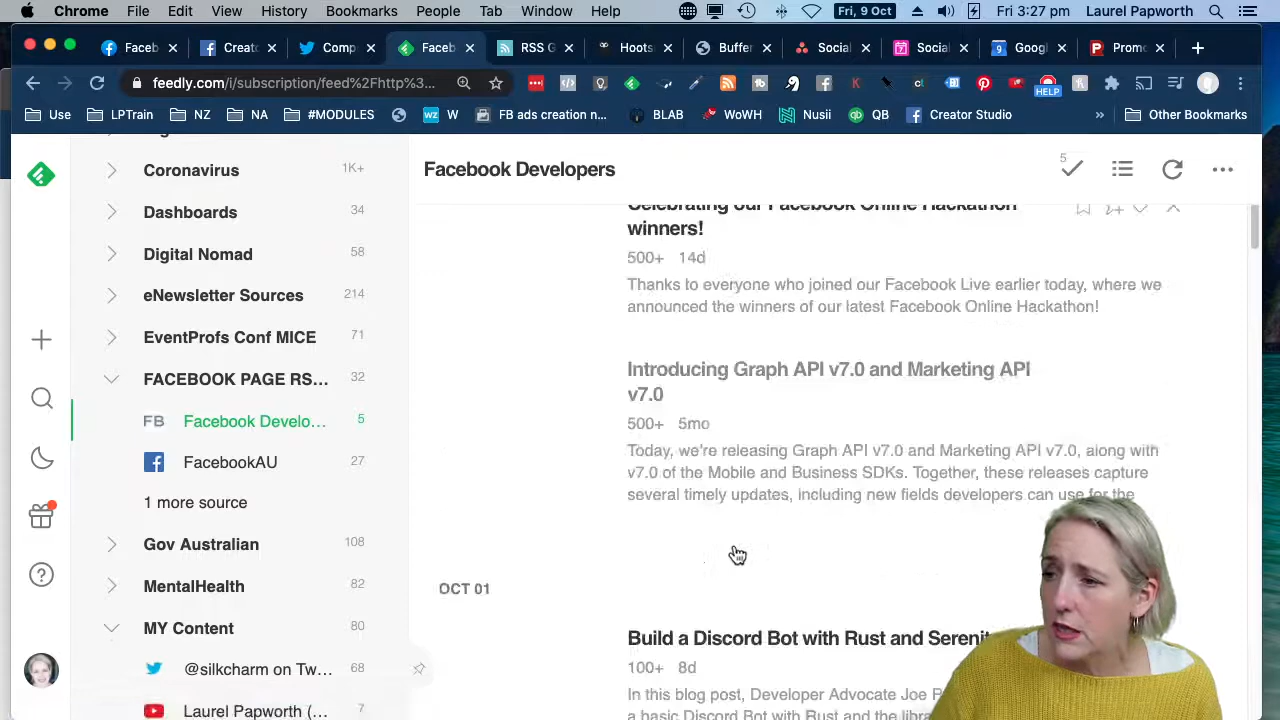 Chrome File Edit View History Bookmarks People Tab Window Help Fri, 9 Oct Fri 3:27 pm Laurel Papworth
Faceb Creato Comp Faceb RSS G Hoots Buffer Social Social Googl Promo
feedly.com/i/subscription/feed%2Fhttp%3... HELP
Use LPTrain NZ NA #MODULES W FB ads creation n... BLAB WoWH Nusii QB Creator Studio » Other Bookmarks
Coronavirus 1K+
Dashboards 34
Digital Nomad 58
eNewsletter Sources 214
EventProfs Conf MICE 71
FACEBOOK PAGE RS... 32
FB Facebook Develo... 5
FacebookAU 27
1 more source
Gov Australian 108
MentalHealth 82
MY Content 80
@silkcharm on Tw... 68
Laurel Papworth (... 7
Facebook Developers
5
Celebrating our Facebook Online Hackathon
winners!
500+ 14d
Thanks to everyone who joined our Facebook Live earlier today, where we
announced the winners of our latest Facebook Online Hackathon!
Introducing Graph API v7.0 and Marketing API
v7.0
500+ 5mo
Today, we're releasing Graph API v7.0 and Marketing API v7.0, along with
v7.0 of the Mobile and Business SDKs. Together, these releases capture
several timely updates, including new fields developers can use for the
OCT 01
Build a Discord Bot with Rust and Serenit
100+ 8d
In this blog post, Developer Advocate Joe P
a basic Discord Bot with Rust and the libra